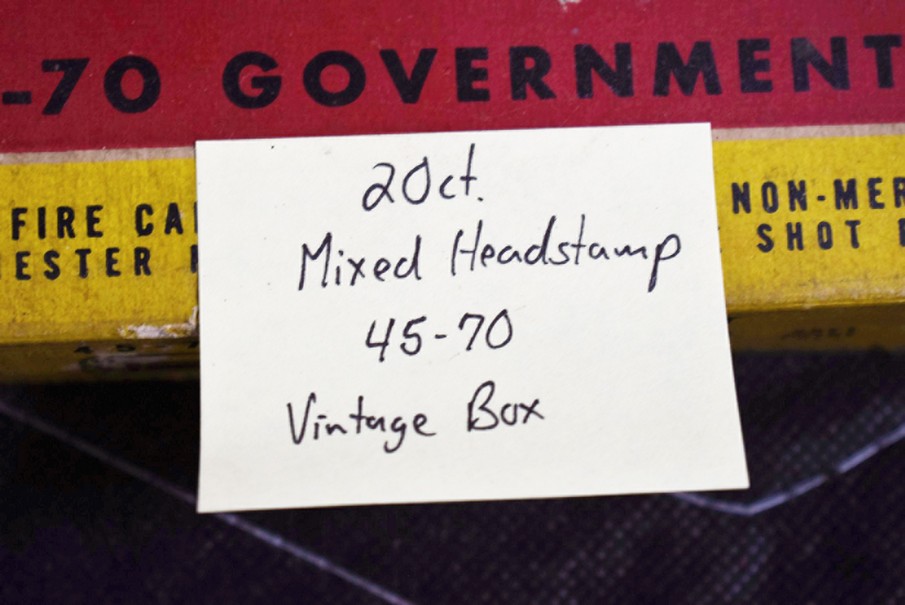 -70 GOVERNMENT
FIRE CA
NON-MER
ESTER
SHOT
20ct.
Mixed Headstamp
45-70
Vintage Box